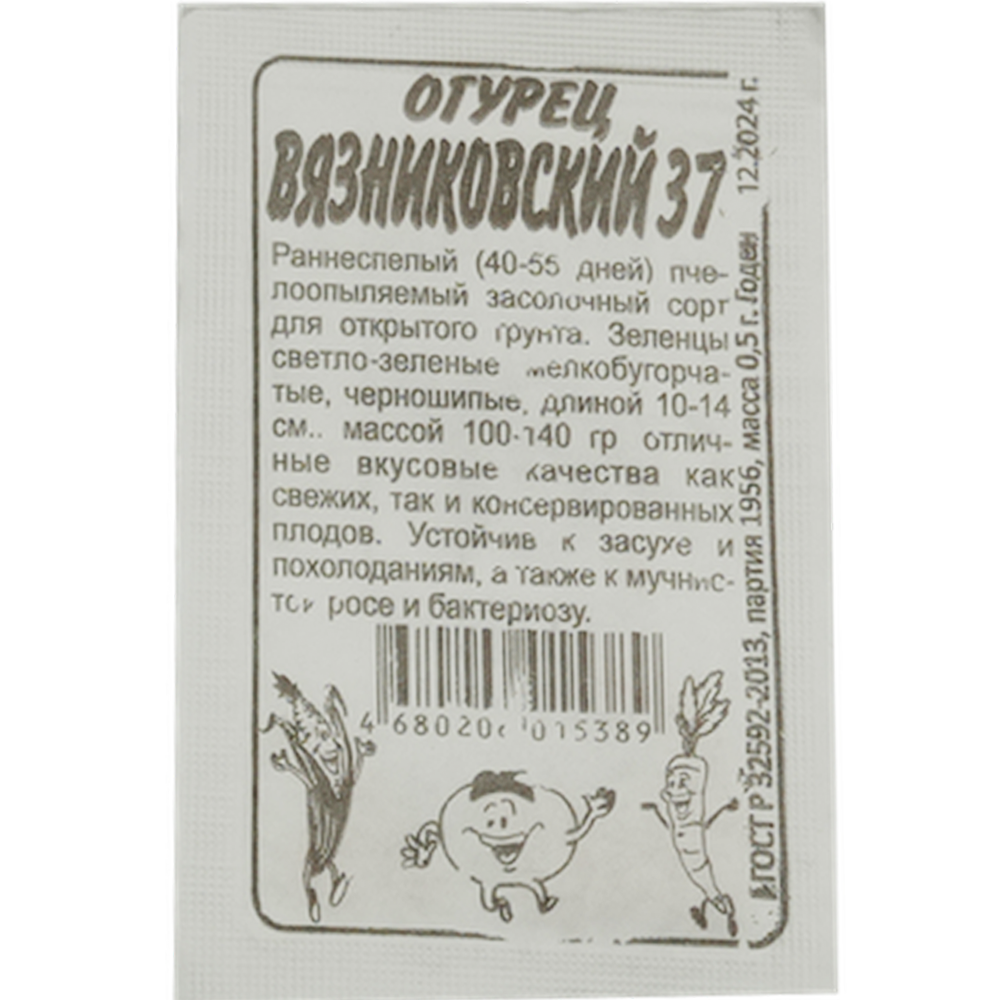 ОГУРЕЦ
ВЯЗНИКОВСКИЙ 37
Раннеспелый (40-55 дней) пче-
лоопыляемый засолочный сорт
для открытого грунта. Зеленцы
светло-зеленые мелкобугорча-
тые, черношипые, длиной 10-14
см.. массой 100-140 гр отлич-
ные вкусовые качества как
свежих, так и консервированных
плодов. Устойчив к засухе и
похолоданиям, а также к мучнис-
той росе и бактериозу.
4 680206 015389
ГОСТ Р 32592-2013, партия 1956, масса 0,5 г. Годен 12.2024 г.